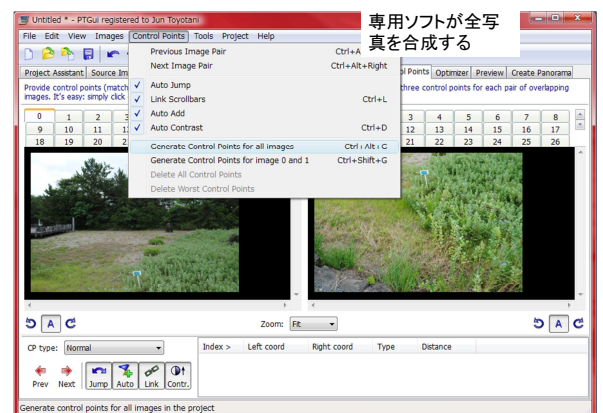 Untitled * - PTGui registered to Jun Toyotani
専用ソフトが全写
真を合成する
File Edit View Images Control Points Tools Project Help
Previous Image Pair Ctrl+A
Next Image Pair Ctrl+Alt+Right
Auto Jump
Link Scrollbars Ctrl+L
Auto Add
Auto Contrast Ctrl+D
Generate Control Points for all images Ctrl+Alt+G
Generate Control Points for image 0 and 1 Ctrl+Shift+G
Delete All Control Points
Delete Worst Control Points
Project Assistant Source Im
ol Points Optimizer Preview Create Panorama
Provide control points (match
three control points for each pair of overlapping
images. It's easy: simply click
0 1 2 3
3 4 5 6 7 8
9 10 11 12
12 13 14 15 16 17
18 19 20 21
21 22 23 24 25 26
A Zoom: Fit A
CP type: Normal
Index > Left coord Right coord Type Distance
Prev Next Jump Auto Link Contr.
Generate control points for all images in the project